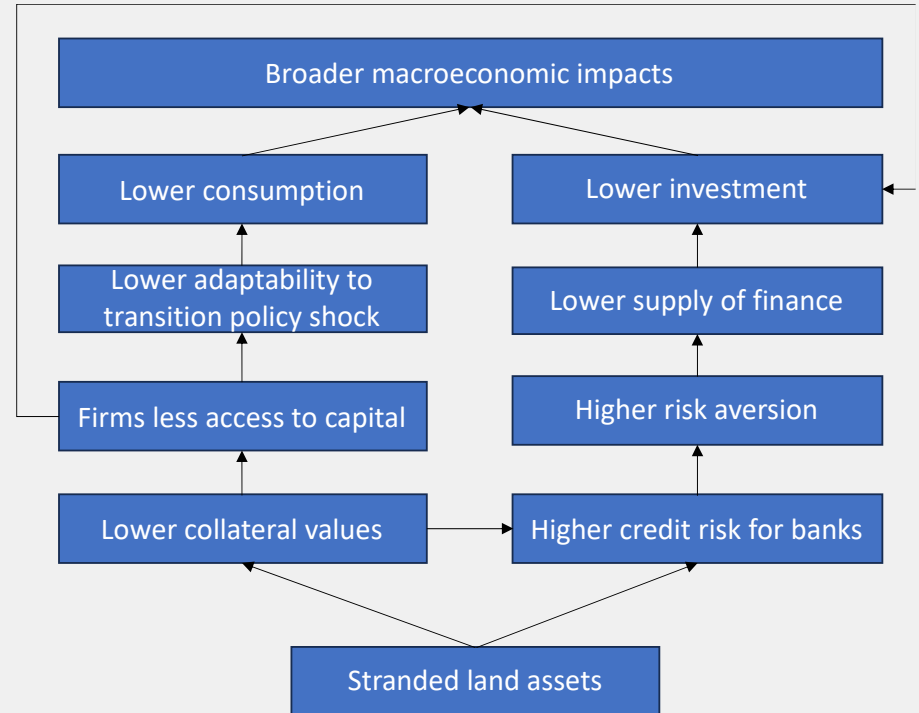 Broader macroeconomic impacts
Lower consumption
Lower investment
Lower adaptability to
transition policy shock
Lower supply of finance
Firms less access to capital
Higher risk aversion
Lower collateral values
Higher credit risk for banks
Stranded land assets